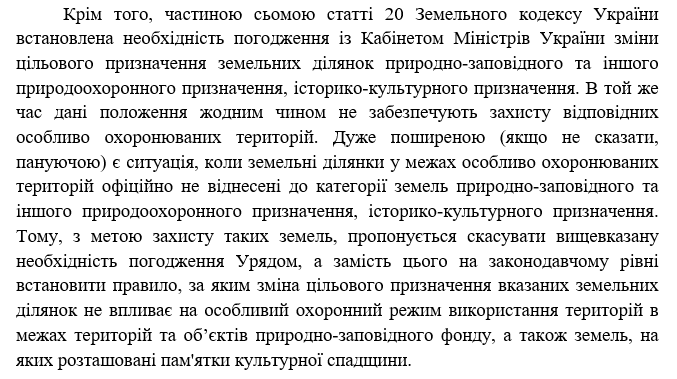 Крім того, частиною сьомою статті 20 Земельного кодексу України
встановлена необхідність погодження із Кабінетом Міністрів України зміни
цільового призначення земельних ділянок природно-заповідного та іншого
природоохоронного призначення, історико-культурного призначення. В той же
час дані положення жодним чином не забезпечують захисту відповідних
особливо охоронюваних територій. Дуже поширеною (якщо не сказати,
пануючою) є ситуація, коли земельні ділянки у межах особливо охоронюваних
територій офіційно не віднесені до категорії земель природно-заповідного та
іншого природоохоронного призначення, історико-культурного призначення.
Тому, з метою захисту таких земель, пропонується скасувати вищевказану
необхідність погодження Урядом, а замість цього на законодавчому рівні
встановити правило, за яким зміна цільового призначення вказаних земельних
ділянок не впливає на особливий охоронний режим використання територій в
межах територій та об’єктів природно-заповідного фонду, а також земель, на
яких розташовані пам'ятки культурної спадщини.